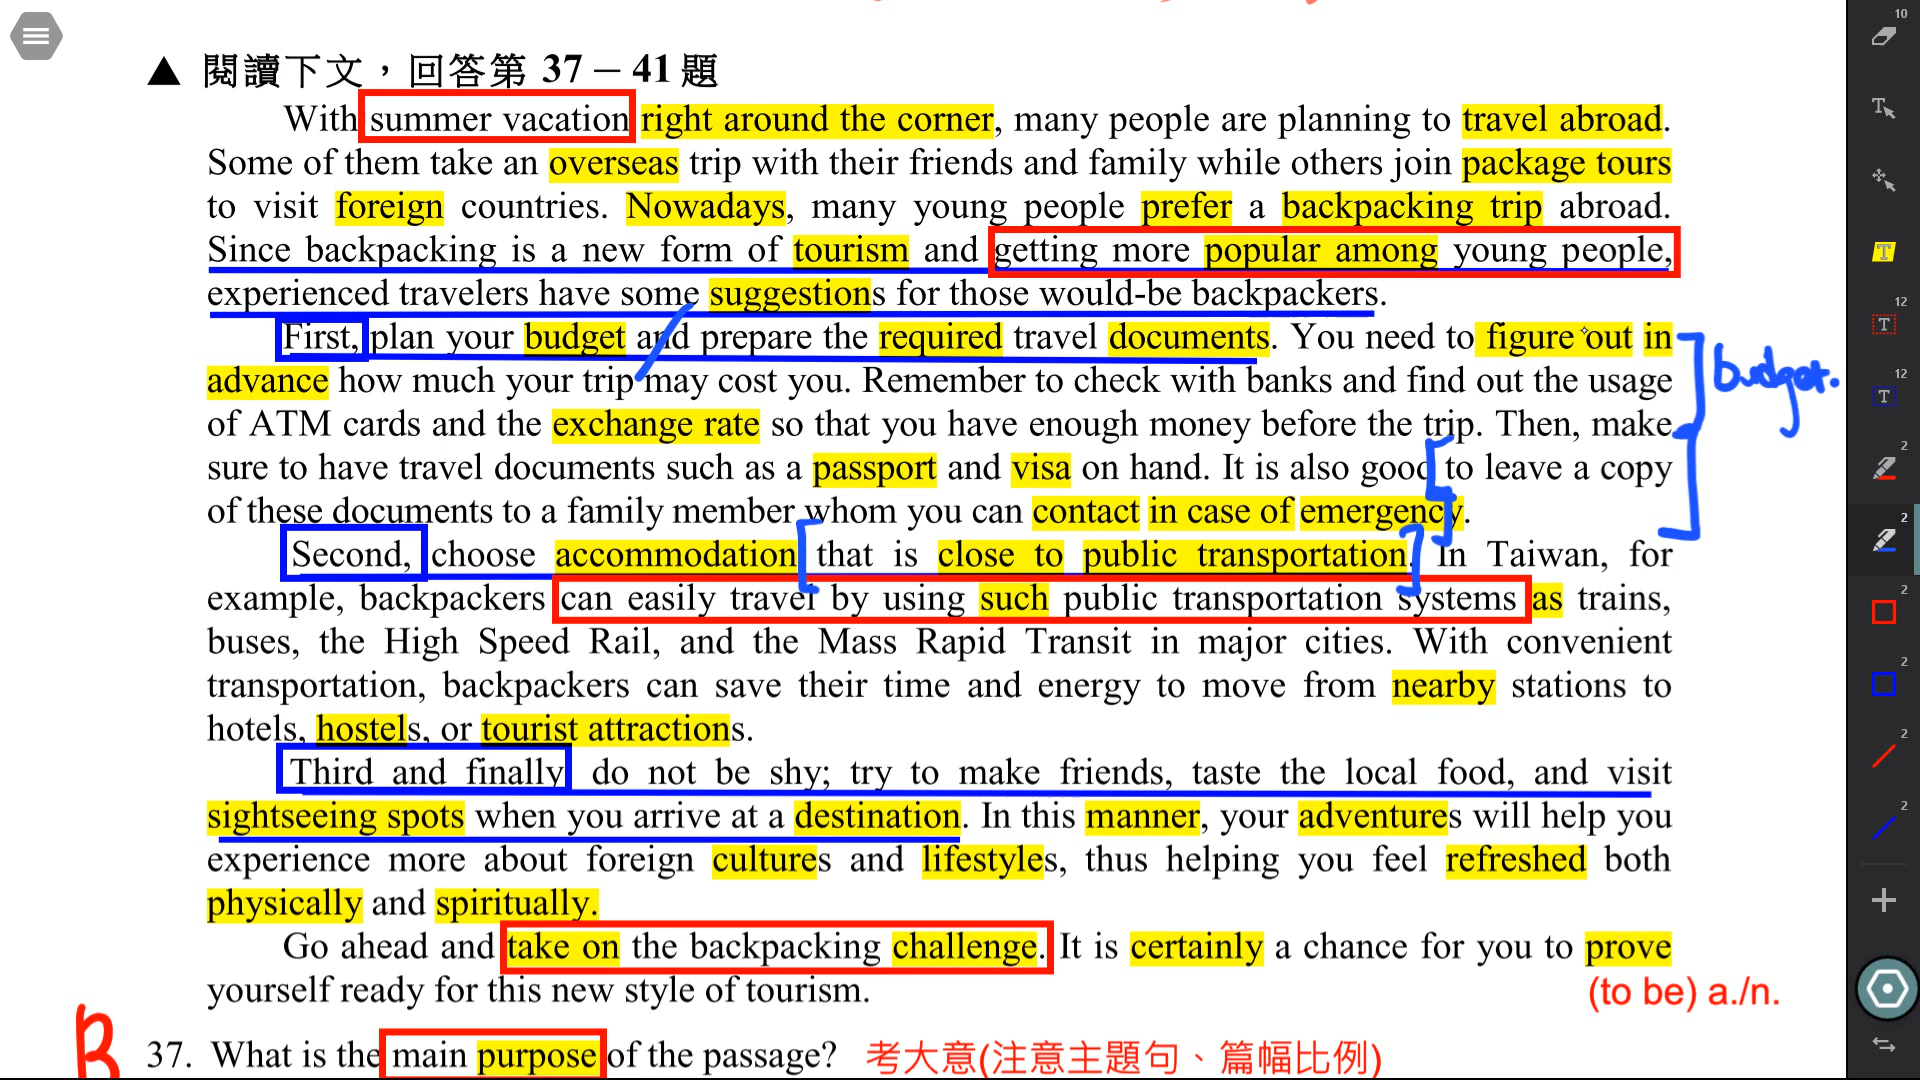 ▲ 閱讀下文，回答第 37 – 41 題
With summer vacation right around the corner, many people are planning to travel abroad.
Some of them take an overseas trip with their friends and family while others join package tours
to visit foreign countries. Nowadays, many young people prefer a backpacking trip abroad.
Since backpacking is a new form of tourism and getting more popular among young people,
experienced travelers have some suggestions for those would-be backpackers.
First, plan your budget and prepare the required travel documents. You need to figure out in
advance how much your trip may cost you. Remember to check with banks and find out the usage
of ATM cards and the exchange rate so that you have enough money before the trip. Then, make
sure to have travel documents such as a passport and visa on hand. It is also good to leave a copy
of these documents to a family member whom you can contact in case of emergency.
budget.
Second, choose accommodation that is close to public transportation. In Taiwan, for
example, backpackers can easily travel by using such public transportation systems as trains,
buses, the High Speed Rail, and the Mass Rapid Transit in major cities. With convenient
transportation, backpackers can save their time and energy to move from nearby stations to
hotels, hostels, or tourist attractions.
Third and finally do not be shy; try to make friends, taste the local food, and visit
sightseeing spots when you arrive at a destination. In this manner, your adventures will help you
experience more about foreign cultures and lifestyles, thus helping you feel refreshed both
physically and spiritually.
Go ahead and take on the backpacking challenge. It is certainly a chance for you to prove
yourself ready for this new style of tourism.
(to be) a./n.
B
37. What is the main purpose of the passage? 考大意(注意主題句、篇幅比例)
10
T
T
12
T
12
T
2
2
2
2
2
2